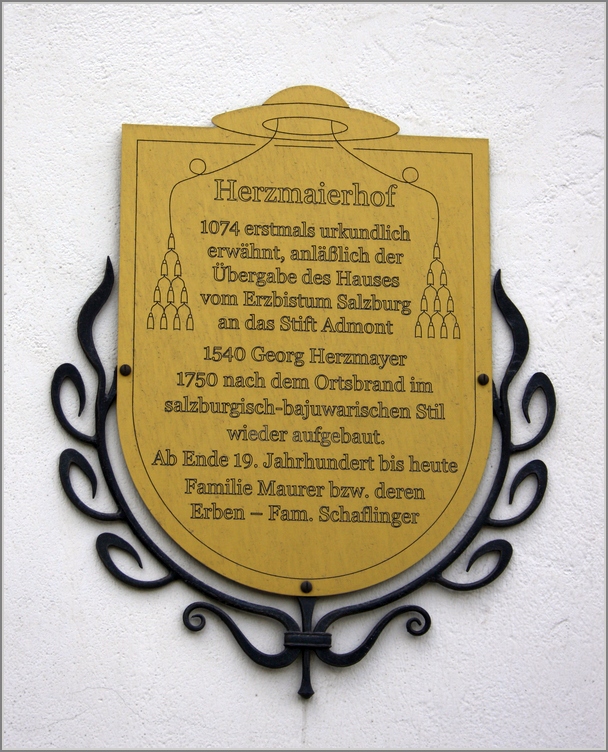 Herzmaierhof
1074 erstmals urkundlich
erwähnt, anläßlich der
Übergabe des Hauses
vom Erzbistum Salzburg
an das Stift Admont
1540 Georg Herzmayer
1750 nach dem Ortsbrand im
salzburgisch-bajuwarischen Stil
wieder aufgebaut.
Ab Ende 19. Jahrhundert bis heute
Familie Maurer bzw. deren
Erben – Fam. Schaflinger